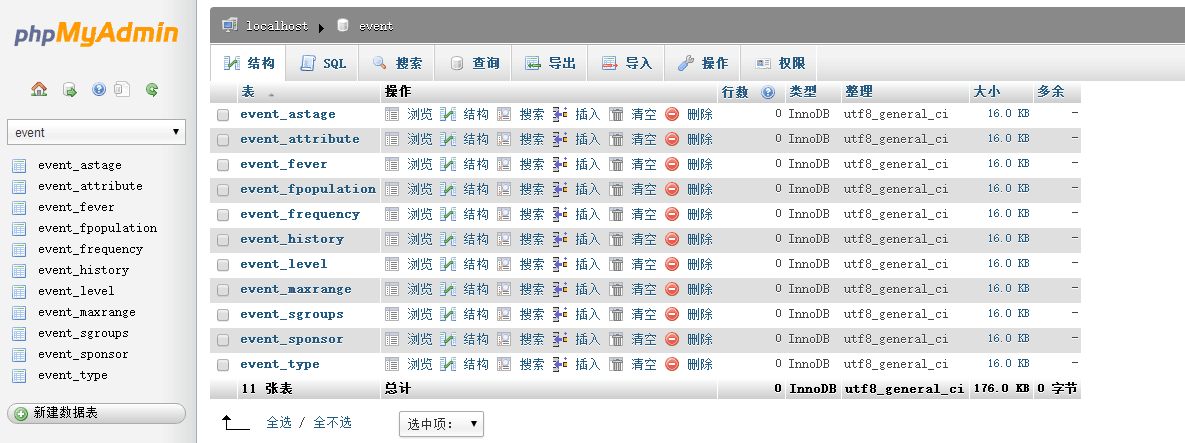 phpMyAdmin
event
event_astage
event_attribute
event_fever
event_fpopulation
event_frequency
event_history
event_level
event_maxrange
event_sgroups
event_sponsor
event_type
新建数据表
localhost event
结构 SQL 搜索 查询 导出 导入 操作 权限
表 操作 行数 类型 整理 大小 多余
event_astage 浏览 结构 搜索 插入 清空 删除 0 InnoDB utf8_general_ci 16.0 KB -
event_attribute 浏览 结构 搜索 插入 清空 删除 0 InnoDB utf8_general_ci 16.0 KB -
event_fever 浏览 结构 搜索 插入 清空 删除 0 InnoDB utf8_general_ci 16.0 KB -
event_fpopulation 浏览 结构 搜索 插入 清空 删除 0 InnoDB utf8_general_ci 16.0 KB -
event_frequency 浏览 结构 搜索 插入 清空 删除 0 InnoDB utf8_general_ci 16.0 KB -
event_history 浏览 结构 搜索 插入 清空 删除 0 InnoDB utf8_general_ci 16.0 KB -
event_level 浏览 结构 搜索 插入 清空 删除 0 InnoDB utf8_general_ci 16.0 KB -
event_maxrange 浏览 结构 搜索 插入 清空 删除 0 InnoDB utf8_general_ci 16.0 KB -
event_sgroups 浏览 结构 搜索 插入 清空 删除 0 InnoDB utf8_general_ci 16.0 KB -
event_sponsor 浏览 结构 搜索 插入 清空 删除 0 InnoDB utf8_general_ci 16.0 KB -
event_type 浏览 结构 搜索 插入 清空 删除 0 InnoDB utf8_general_ci 16.0 KB -
11 张表 总计 0 InnoDB utf8_general_ci 176.0 KB 0 字节
全选 / 全不选 选中项: